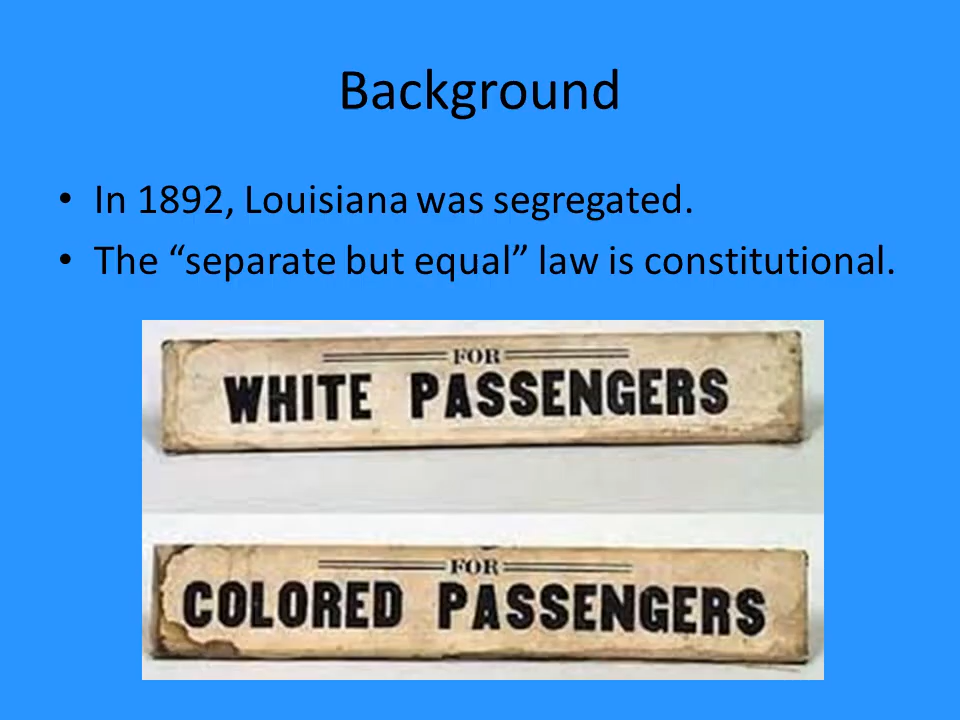 Background
• In 1892, Louisiana was segregated.
• The “separate but equal” law is constitutional.
FOR
WHITE PASSENGERS
FOR
COLORED PASSENGERS